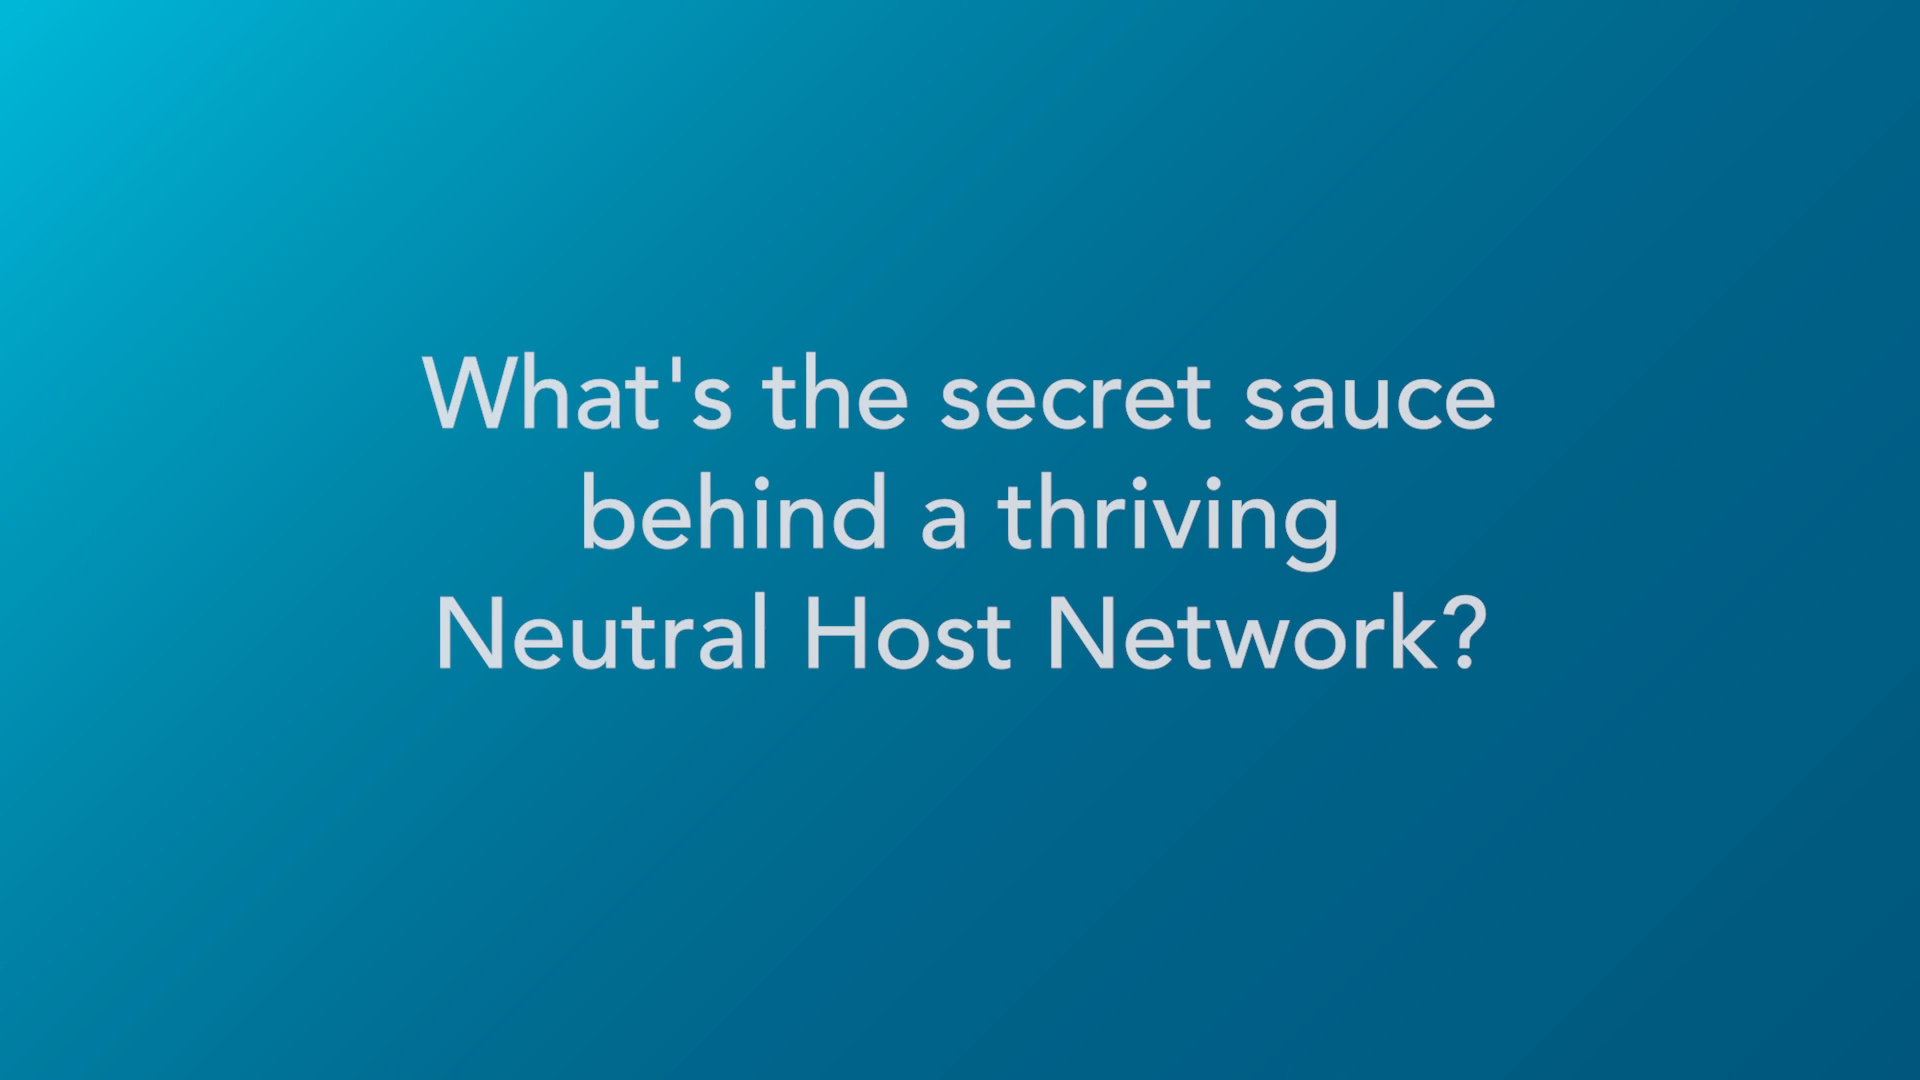 What's the secret sauce
behind a thriving
Neutral Host Network?